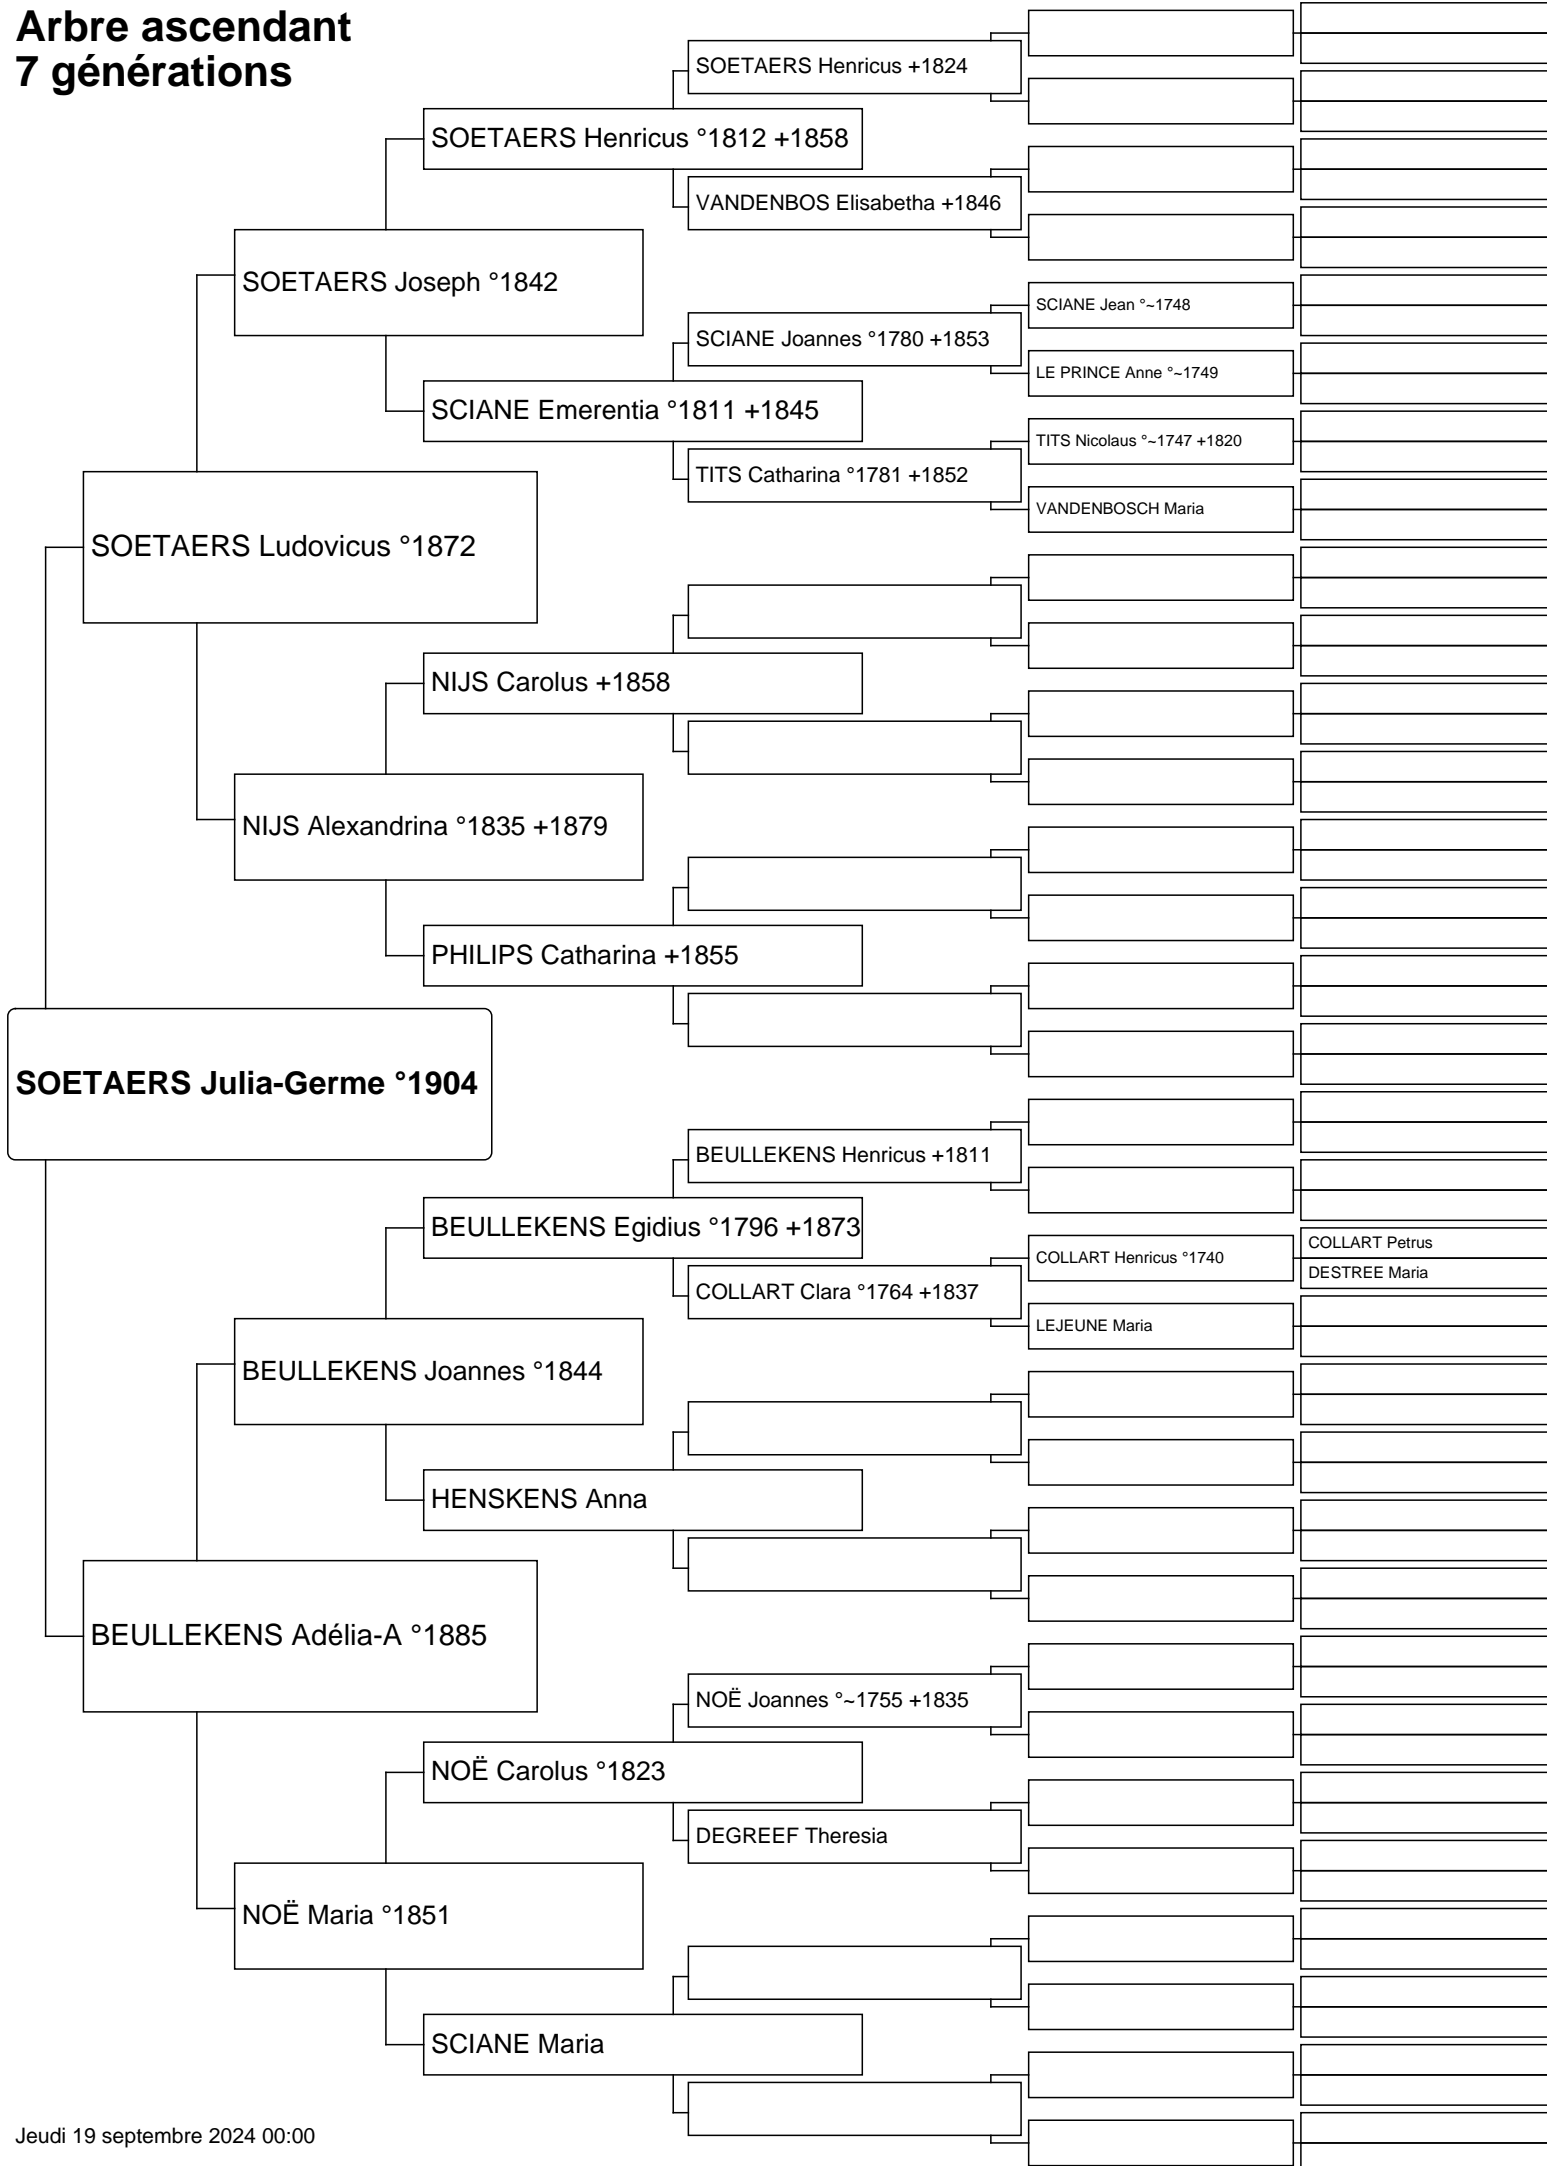 Arbre ascendant
7 générations
SOETAERS Henricus +1824
SOETAERS Henricus °1812 +1858
VANDENBOS Elisabetha +1846
SOETAERS Joseph °1842
SCIANE Jean °~1748
SCIANE Joannes °1780 +1853
LE PRINCE Anne °~1749
SCIANE Emerentia °1811 +1845
TITS Nicolaus °~1747 +1820
TITS Catharina °1781 +1852
VANDENBOSCH Maria
SOETAERS Ludovicus °1872
NIJS Carolus +1858
NIJS Alexandrina °1835 +1879
PHILIPS Catharina +1855
SOETAERS Julia-Germe °1904
BEULLEKENS Henricus +1811
BEULLEKENS Egidius °1796 +1873
COLLART Petrus
COLLART Henricus °1740
DESTREE Maria
COLLART Clara °1764 +1837
LEJEUNE Maria
BEULLEKENS Joannes °1844
HENSKENS Anna
BEULLEKENS Adélia-A °1885
NOË Joannes °~1755 +1835
NOË Carolus °1823
DEGREEF Theresia
NOË Maria °1851
SCIANE Maria
Jeudi 19 septembre 2024 00:00